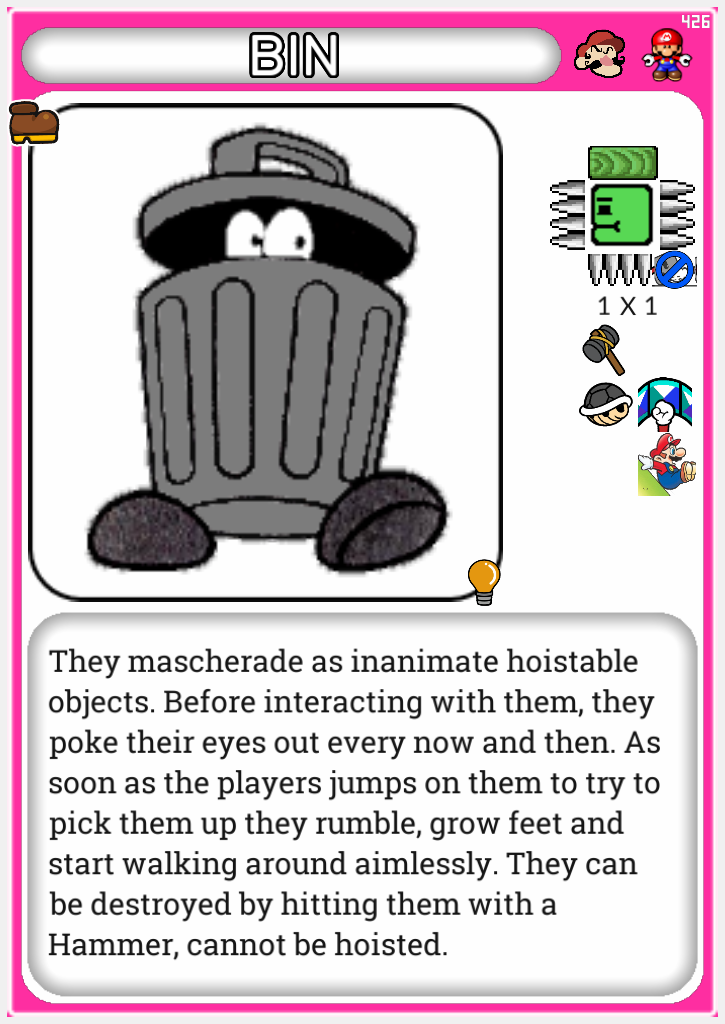 426
BIN
1 X 1
They mascherade as inanimate hoistable
objects. Before interacting with them, they
poke their eyes out every now and then. As
soon as the players jumps on them to try to
pick them up they rumble, grow feet and
start walking around aimlessly. They can
be destroyed by hitting them with a
Hammer, cannot be hoisted.